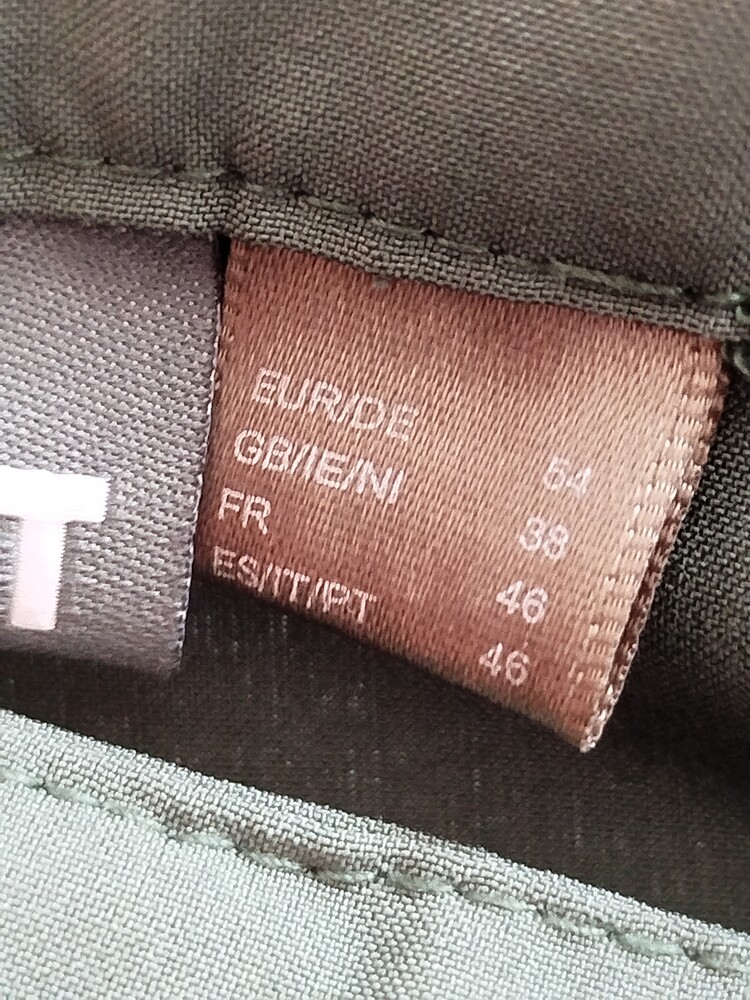 T
EUR/DE 54
GB/IE/NI 38
FR 46
ES/IT/PT 46